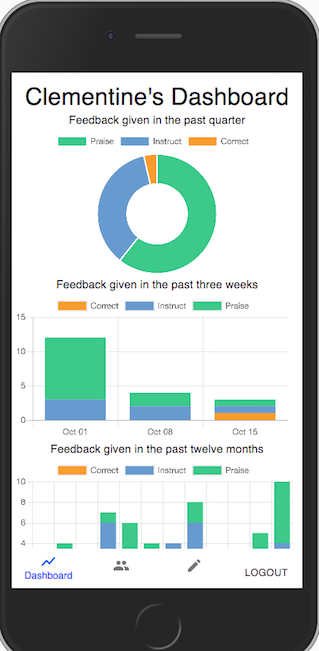 Clementine's Dashboard
Feedback given in the past quarter
Praise Instruct Correct
Feedback given in the past three weeks
Correct Instruct Praise
15
10
5
0
Oct 01 Oct 08 Oct 15
Feedback given in the past twelve months
Correct Instruct Praise
10
8
6
4
Dashboard LOGOUT